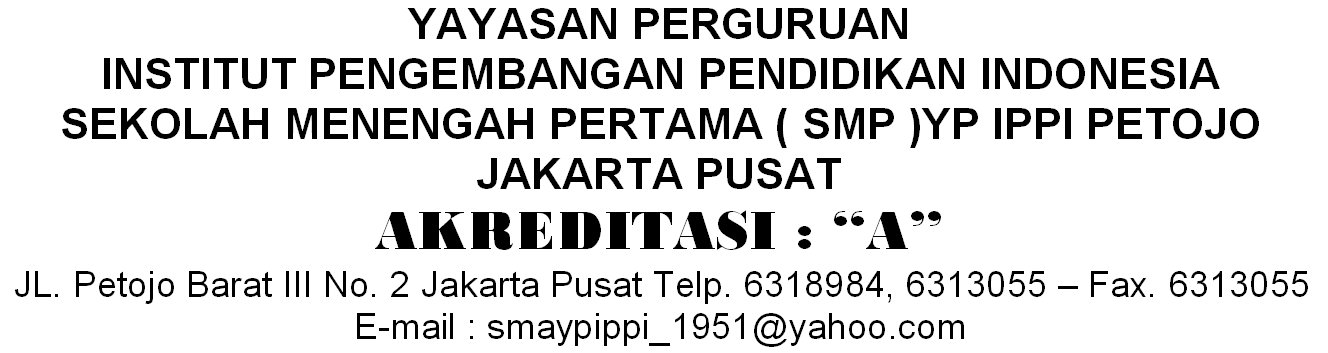 YAYASAN PERGURUAN
INSTITUT PENGEMBANGAN PENDIDIKAN INDONESIA
SEKOLAH MENENGAH PERTAMA ( SMP )YP IPPI PETOJO
JAKARTA PUSAT
AKREDITASI : “A”
JL. Petojo Barat III No. 2 Jakarta Pusat Telp. 6318984, 6313055 – Fax. 6313055
E-mail : smaypippi_1951@yahoo.com